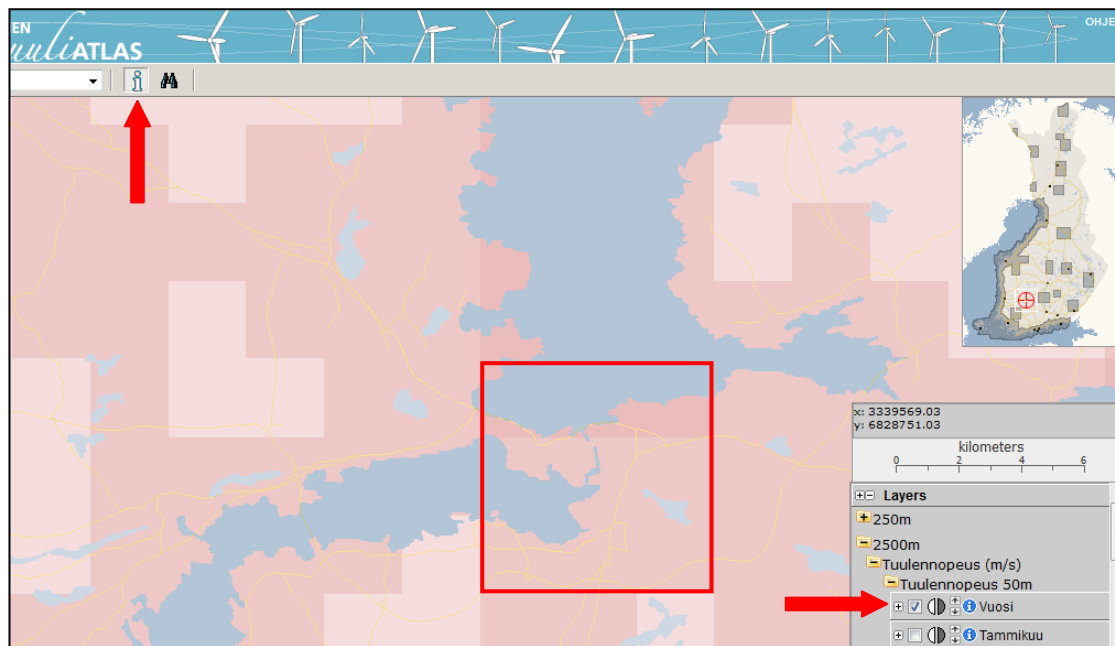 EN
uuliATLAS
OHJE
x: 3339569.03
y: 6828751.03
kilometers
0 2 4 6
Layers
250m
2500m
Tuulennopeus (m/s)
Tuulennopeus 50m
Vuosi
Tammikuu